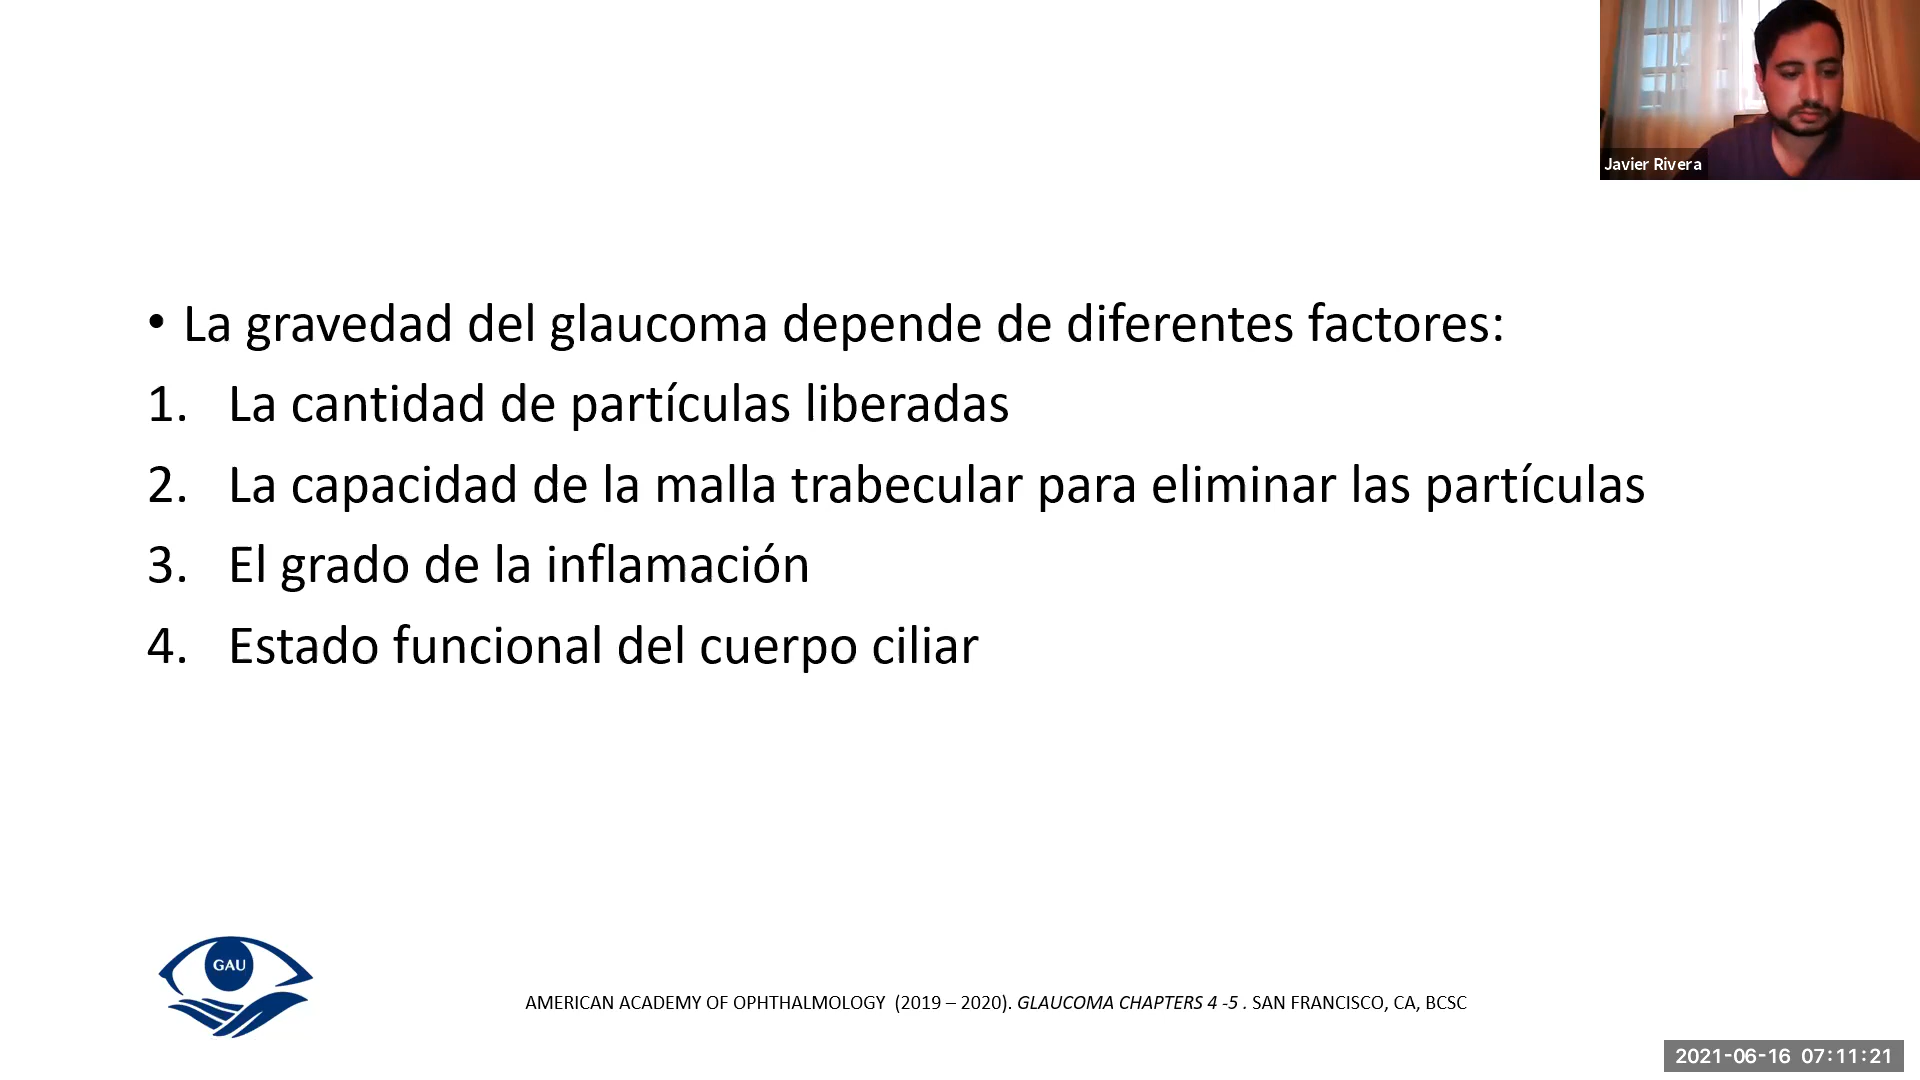 Javier Rivera
• La gravedad del glaucoma depende de diferentes factores:
1. La cantidad de partículas liberadas
2. La capacidad de la malla trabecular para eliminar las partículas
3. El grado de la inflamación
4. Estado funcional del cuerpo ciliar
GAU
AMERICAN ACADEMY OF OPHTHALMOLOGY (2019 – 2020). GLAUCOMA CHAPTERS 4 -5 . SAN FRANCISCO, CA, BCSC
2021-06-16 07:11:21